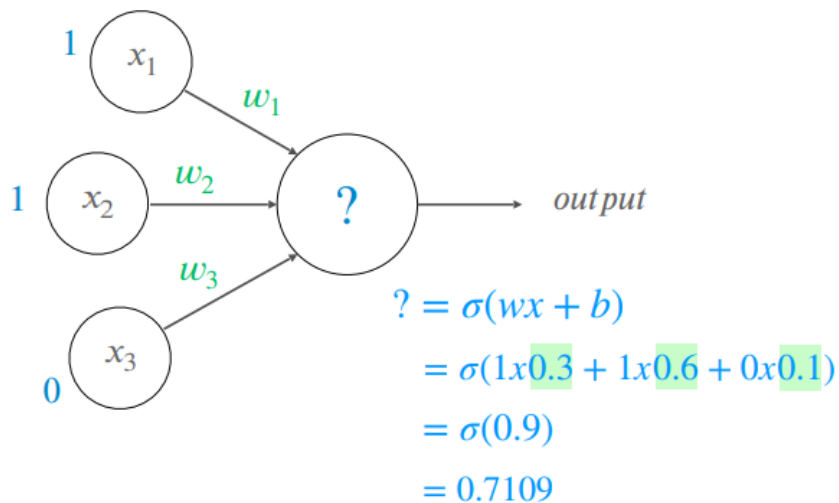 1
x₁
w₁
1
x₂
w₂
?
output
w₃
x₃
0
? = σ(wx + b)
= σ(1x0.3 + 1x0.6 + 0x0.1)
= σ(0.9)
= 0.7109